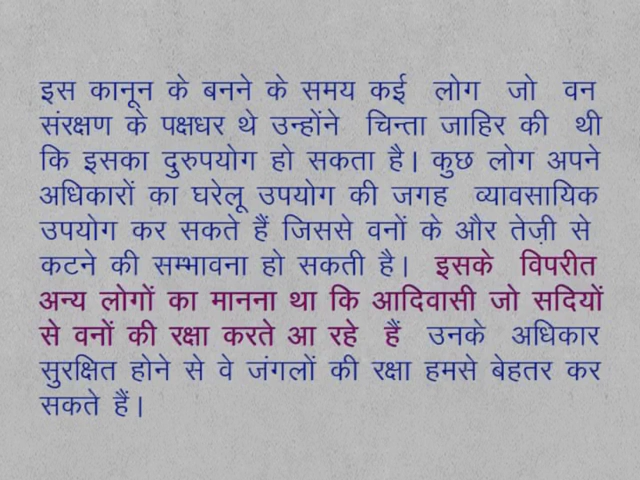 इस कानून के बनने के समय कई लोग जो वन
संरक्षण के पक्षधर थे उन्होंने चिन्ता जाहिर की थी
कि इसका दुरुपयोग हो सकता है। कुछ लोग अपने
अधिकारों का घरेलू उपयोग की जगह व्यावसायिक
उपयोग कर सकते हैं जिससे वनों के और तेज़ी से
कटने की सम्भावना हो सकती है। इसके विपरीत
अन्य लोगों का मानना था कि आदिवासी जो सदियों
से वनों की रक्षा करते आ रहे हैं उनके अधिकार
सुरक्षित होने से वे जंगलों की रक्षा हमसे बेहतर कर
सकते हैं।